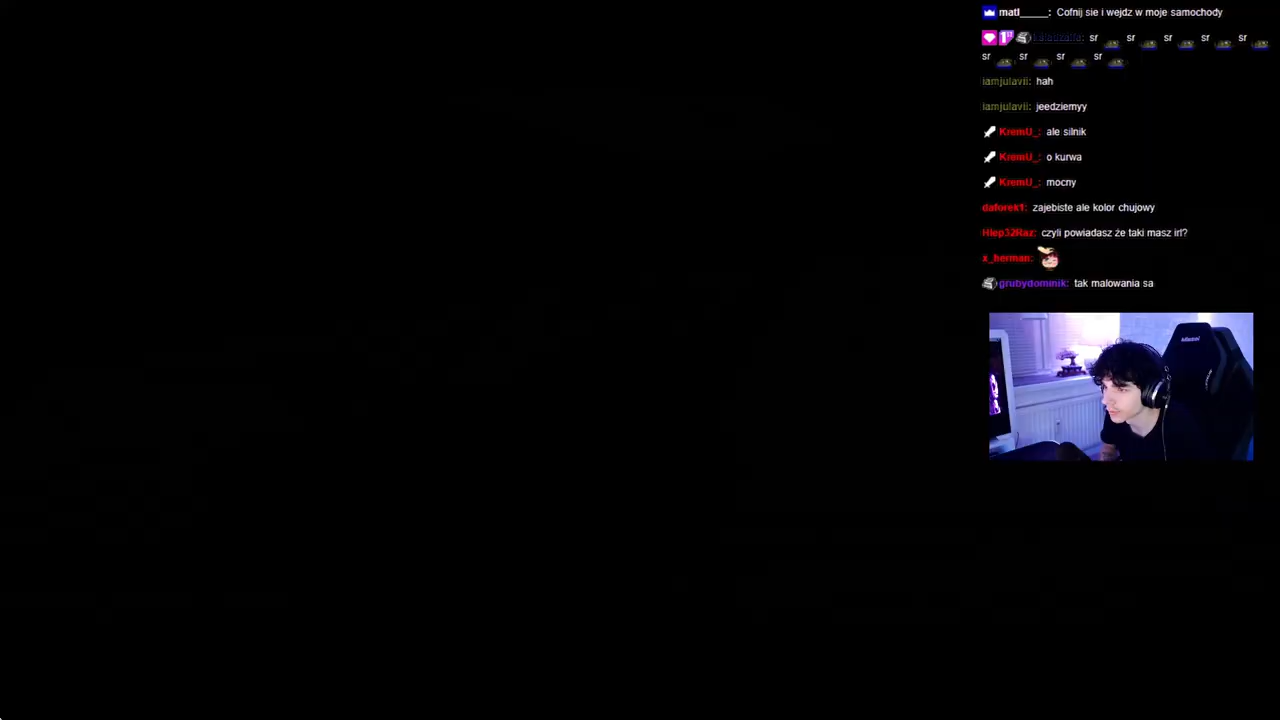 matl_____: Cofnij sie i wejdz w moje samochody
sr sr sr sr sr
sr sr sr sr
iamjulavii: hah
iamjulavii: jeedziemyy
KremU_: ale silnik
KremU_: o kurwa
KremU_: mocny
daforek1: zajebiste ale kolor chujowy
Hlep32Raz: czyli powiadasz że taki masz irl?
x_herman:
grubydominik: tak malowania sa